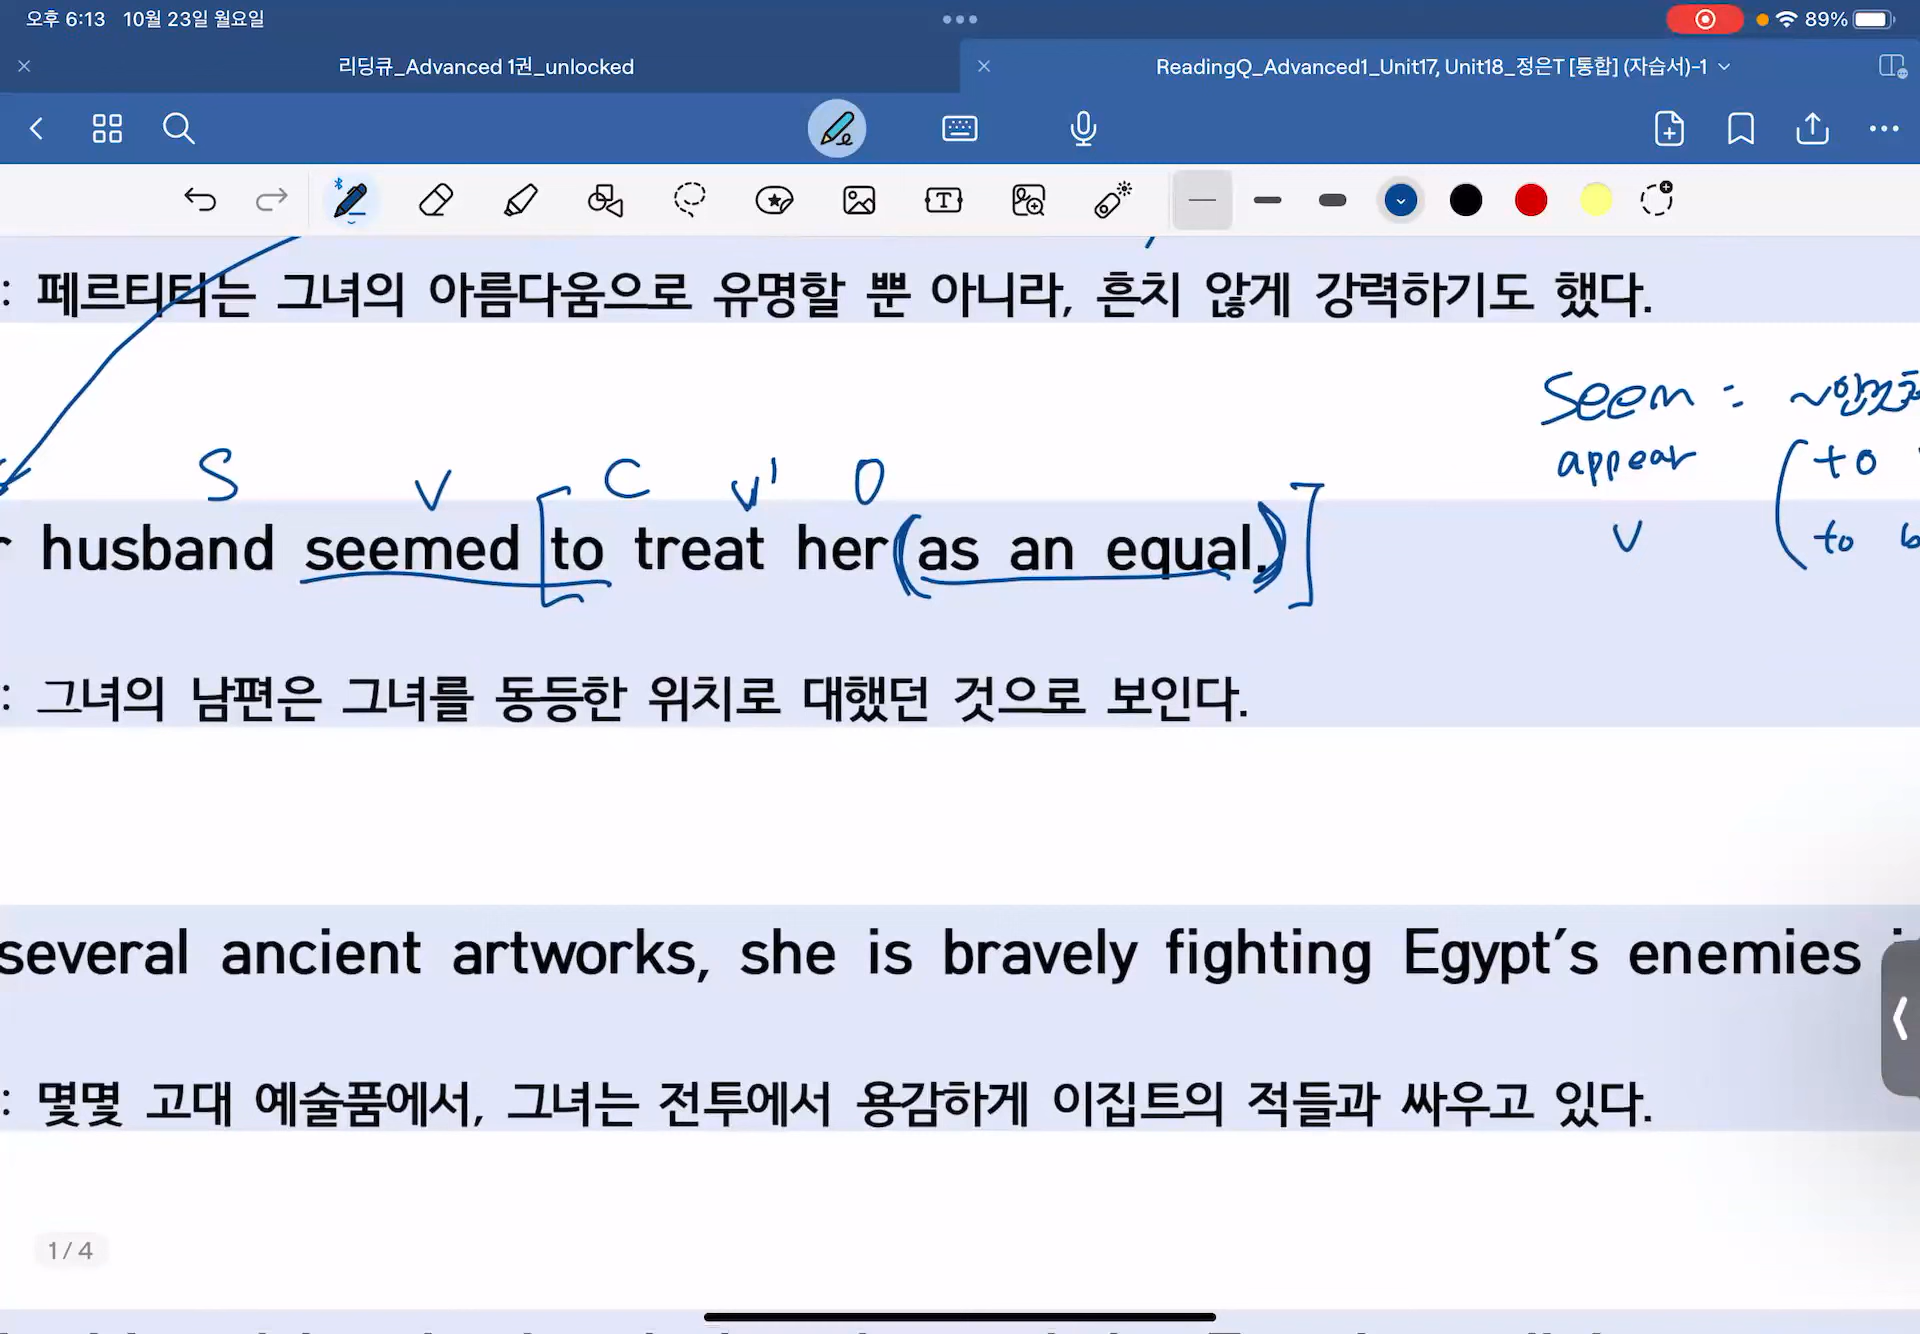 오후 6:13 10월 23일 월요일
89%
리딩큐_Advanced 1권_unlocked
ReadingQ_Advanced1_Unit17, Unit18_정은T [통합] (자습서)-1
: 페르티티는 그녀의 아름다움으로 유명할 뿐 아니라, 흔치 않게 강력하기도 했다.
Seem : ~인것
appear ( to
V to b
S V C V' O
husband seemed [to treat her (as an equal.)]
: 그녀의 남편은 그녀를 동등한 위치로 대했던 것으로 보인다.
several ancient artworks, she is bravely fighting Egypt's enemies
: 몇몇 고대 예술품에서, 그녀는 전투에서 용감하게 이집트의 적들과 싸우고 있다.
1 / 4